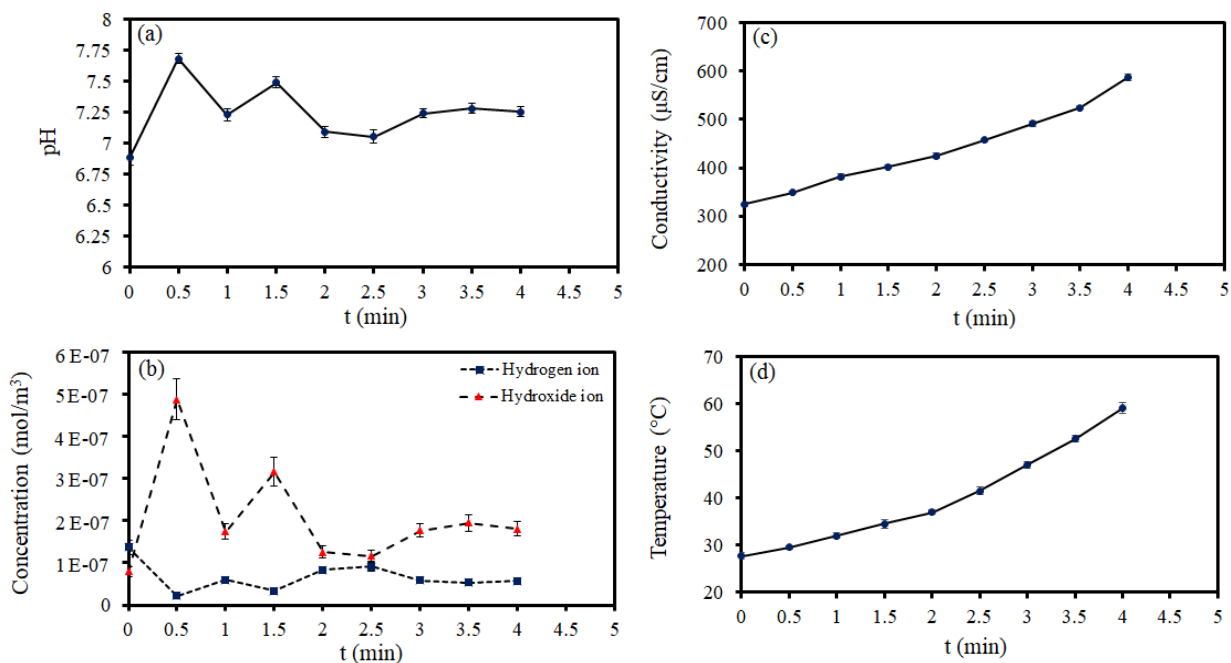 (a)
pH
8
7.75
7.5
7.25
7
6.75
6.5
6.25
6
0 0.5 1 1.5 2 2.5 3 3.5 4 4.5 5
t (min)
(c)
Conductivity (µS/cm)
700
600
500
400
300
200
0 0.5 1 1.5 2 2.5 3 3.5 4 4.5 5
t (min)
(b)
Hydrogen ion
Hydroxide ion
Concentration (mol/m³)
6 E-07
5 E-07
4 E-07
3 E-07
2 E-07
1 E-07
0
0 0.5 1 1.5 2 2.5 3 3.5 4 4.5 5
t (min)
(d)
Temperature (°C)
70
60
50
40
30
20
0 0.5 1 1.5 2 2.5 3 3.5 4 4.5 5
t (min)